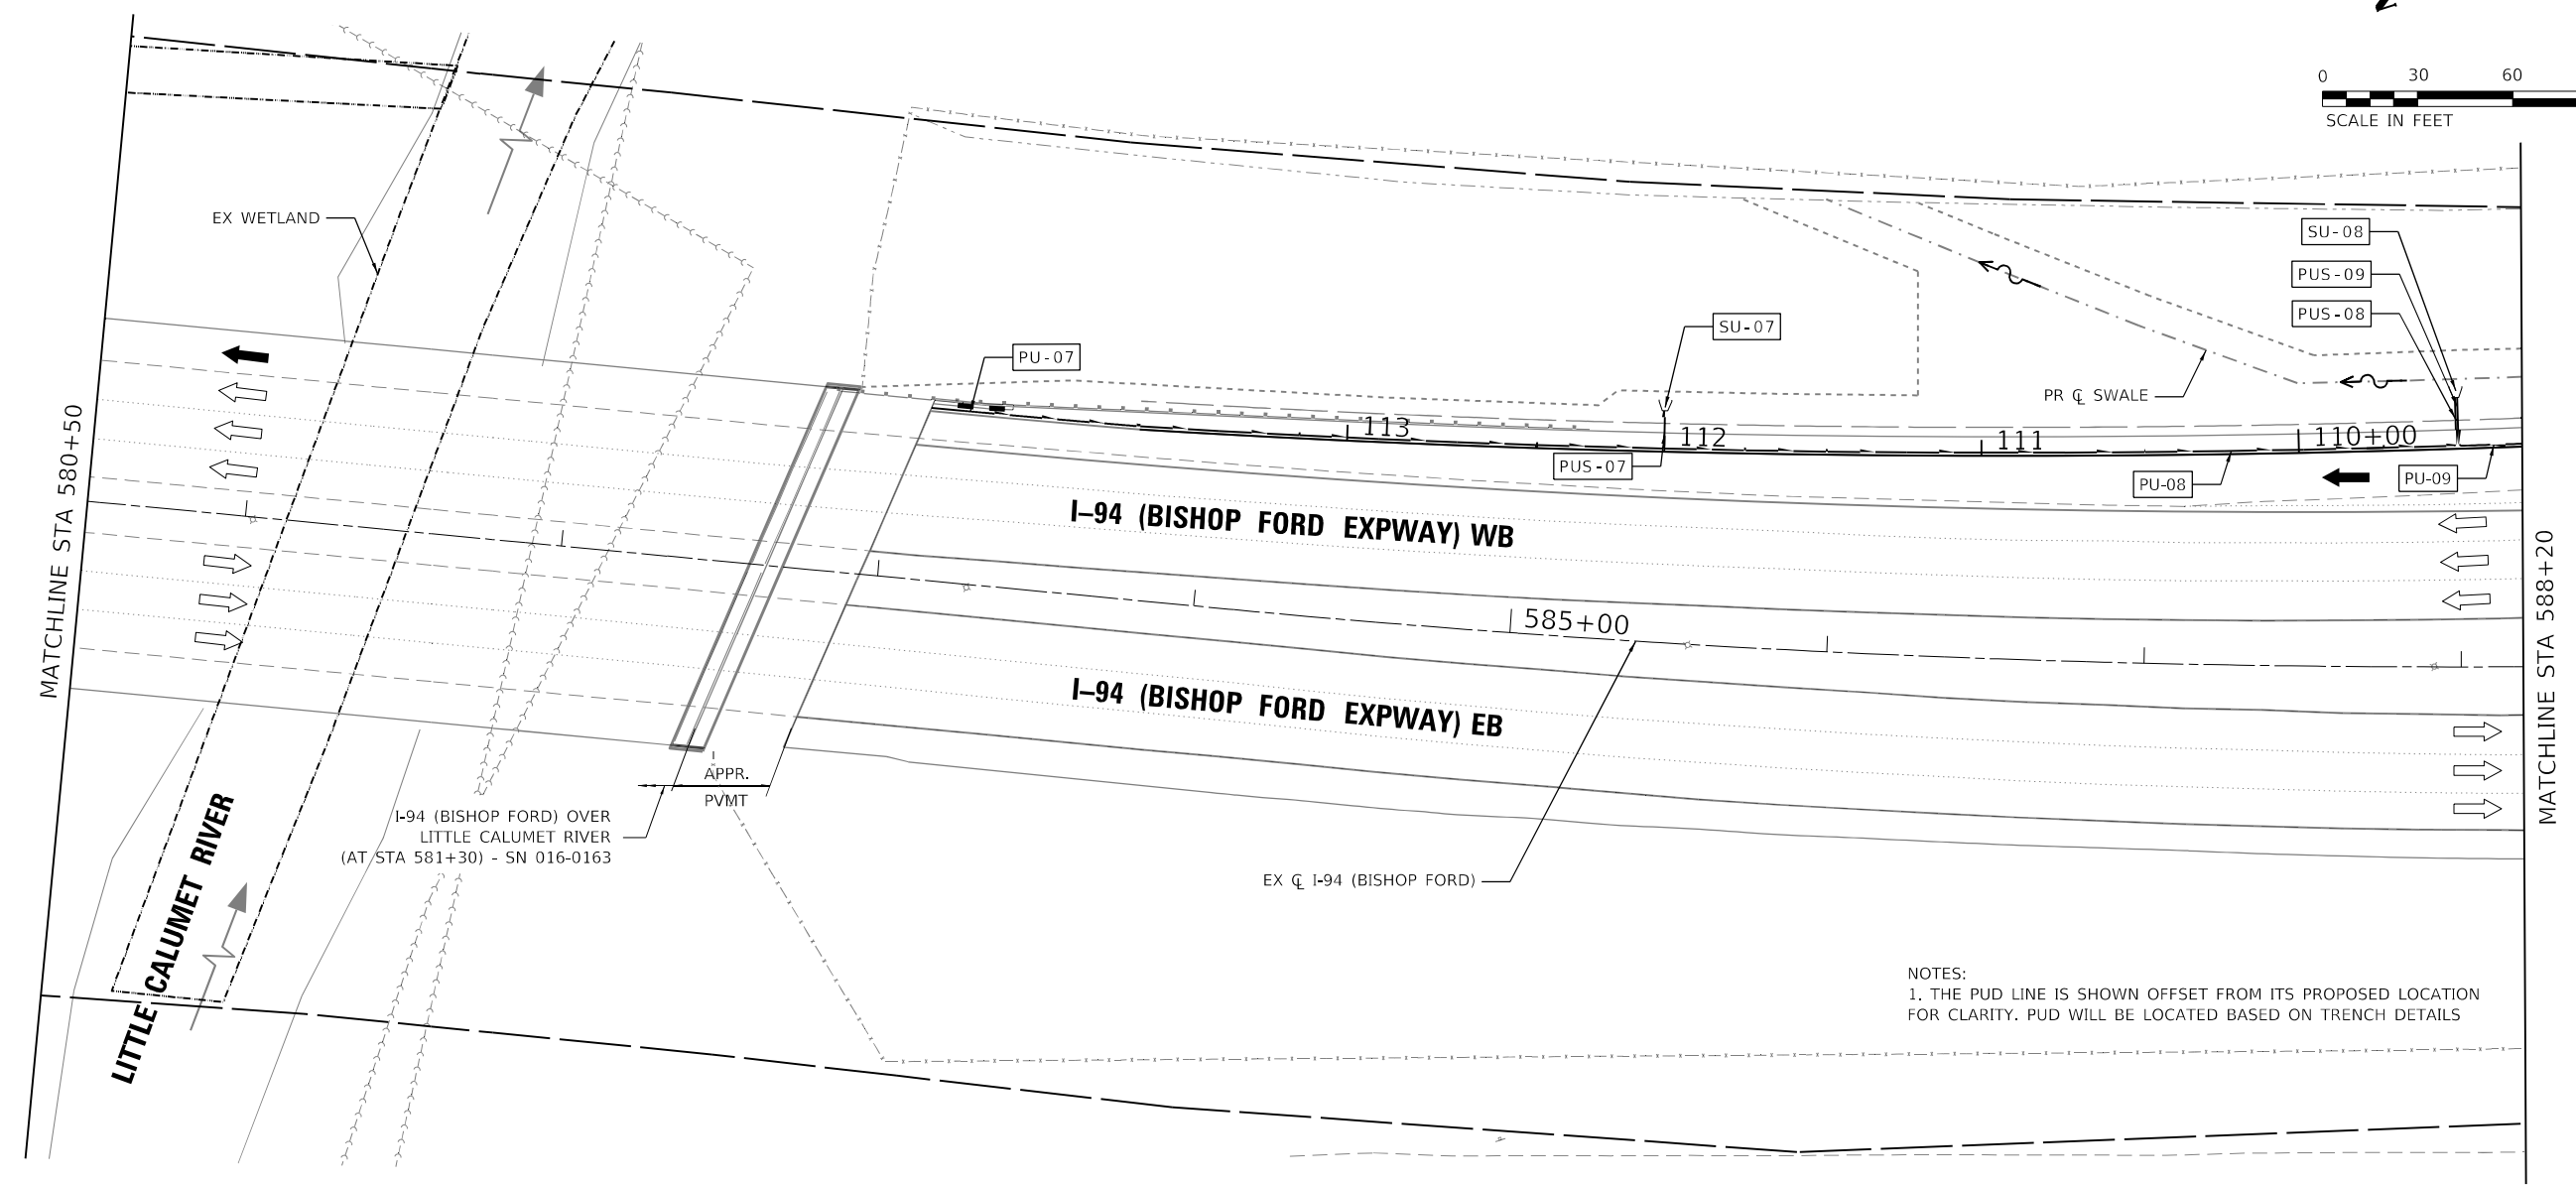 0 30 60
SCALE IN FEET
EX WETLAND
SU-08
PUS-09
PUS-08
SU-07
PU-07
PR ℄ SWALE
113
112
111
110+00
PUS-07
PU-08
PU-09
MATCHLINE STA 580+50
I-94 (BISHOP FORD EXPWAY) WB
585+00
MATCHLINE STA 588+20
I-94 (BISHOP FORD EXPWAY) EB
APPR.
PVMT
I-94 (BISHOP FORD) OVER
LITTLE CALUMET RIVER
(AT STA 581+30) - SN 016-0163
EX ℄ I-94 (BISHOP FORD)
LITTLE CALUMET RIVER
NOTES:
1. THE PUD LINE IS SHOWN OFFSET FROM ITS PROPOSED LOCATION
FOR CLARITY. PUD WILL BE LOCATED BASED ON TRENCH DETAILS